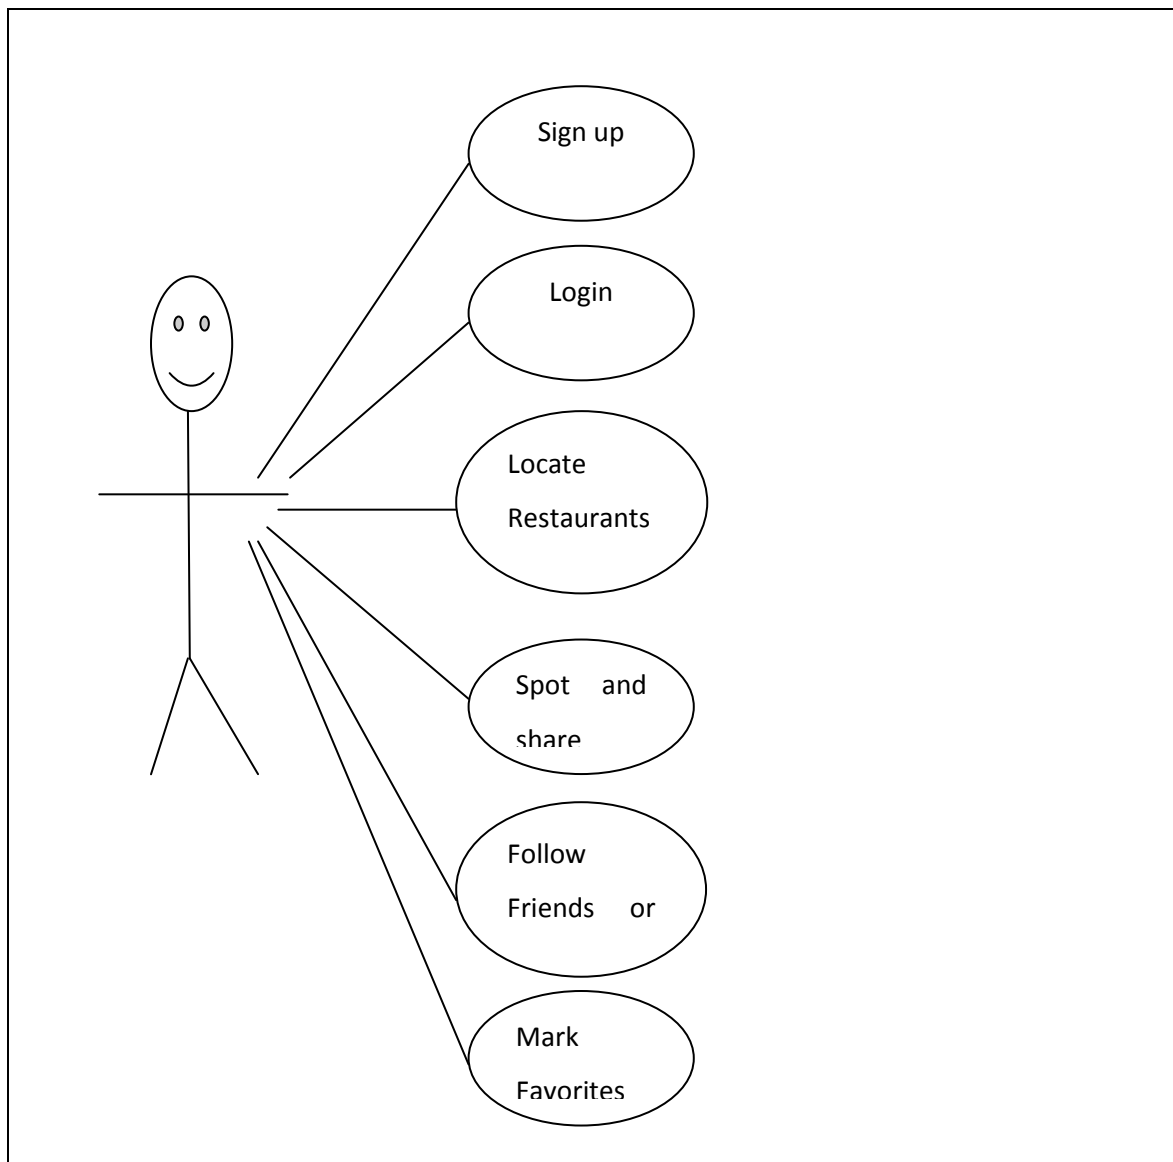 Sign up
Login
Locate
Restaurants
Spot and
share
Follow
Friends or
Mark
Favorites